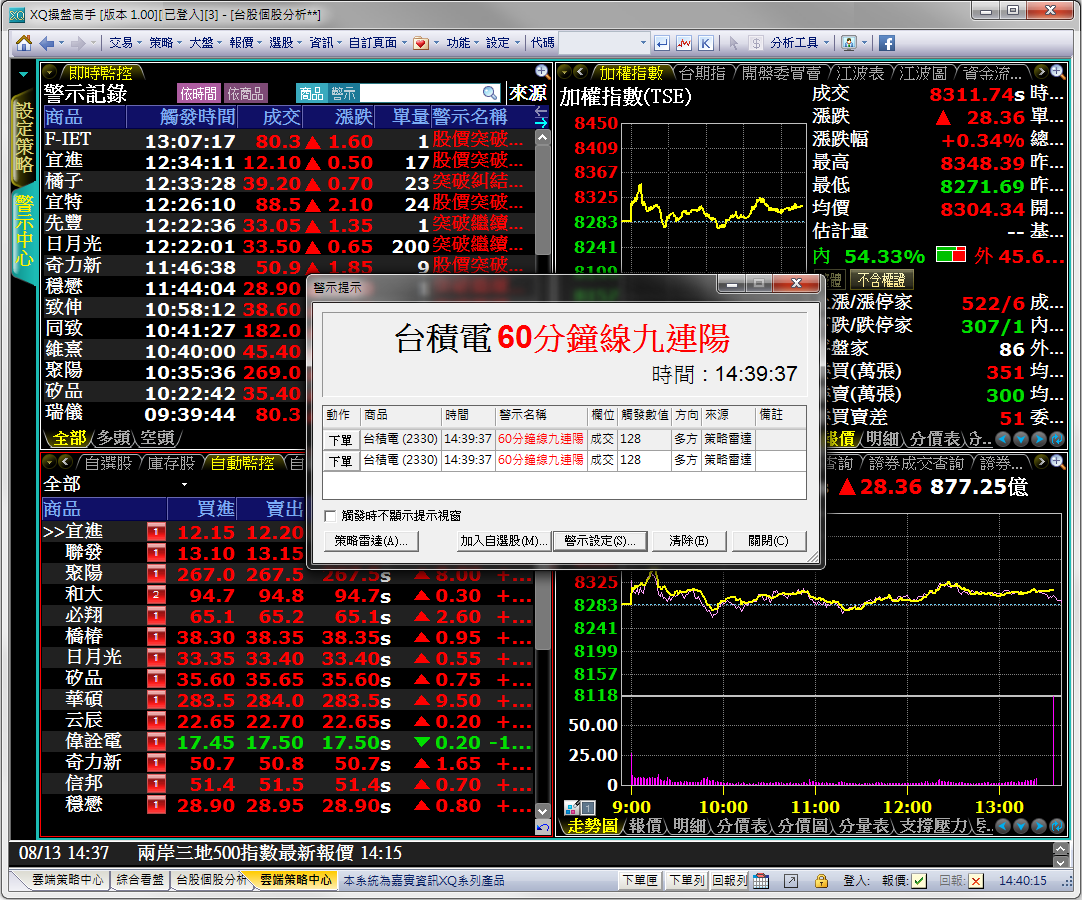 XQ操盤高手 [版本 1.00][已登入][3] - [台股個股分析**]
交易 策略 大盤 報價 選股 資訊 自訂頁面 功能 設定 代碼 分析工具
設定策略
警示中心
即時監控
警示記錄 依時間 依商品 商品 警示 來源
商品 觸發時間 成交 漲跌 單量 警示名稱
F-IET 13:07:17 80.3 ▲ 1.60 1 股價突破...
宜進 12:34:11 12.10 ▲ 0.50 17 股價突破...
橘子 12:33:28 39.20 ▲ 0.70 23 突破糾結...
宜特 12:26:10 88.5 ▲ 2.10 24 股價突破...
先豐 12:22:36 33.05 ▲ 1.35 1 突破繼續...
日月光 12:22:01 33.50 ▲ 0.65 200 突破繼續...
奇力新 11:46:38 50.9 ▲ 1.85 9 股價突破...
穩懋 11:44:04 28.90
致伸 10:58:12 38.60
同致 10:41:27 182.0
維熹 10:40:00 45.40
聚陽 10:35:36 269.0
矽品 10:22:42 35.40
瑞儀 09:39:44 80.3
全部 多頭 空頭
加權指數 台期指 開盤委買賣 江波表 江波圖 資金流...
加權指數(TSE)
8450
8409
8367
8325
8283
8241
8199
成交 8311.74s 時...
漲跌 ▲ 28.36 單...
漲跌幅 +0.34% 總...
最高 8348.39 昨...
最低 8271.69 昨...
均價 8304.34 開...
估計量 -- 基...
內 54.33% 外 45.6...
不含權證
漲/漲停家 522/6 成...
跌/跌停家 307/1 內...
盤家 86 外...
買(萬張) 351 均...
賣(萬張) 300 均...
買賣差 51 委...
報價 明細 分價表 分...
警示提示
台積電 60分鐘線九連陽
時間：14:39:37
動作 商品 時間 警示名稱 欄位 觸發數值 方向 來源 備註
下單 台積電 (2330) 14:39:37 60分鐘線九連陽 成交 128 多方 策略雷達
下單 台積電 (2330) 14:39:37 60分鐘線九連陽 成交 128 多方 策略雷達
觸發時不顯示提示視窗
策略雷達(A)... 加入自選股(M)... 警示設定(S)... 清除(E) 關閉(C)
自選股 庫存股 自動監控 自
全部
商品 買進 賣出
>>宜進 1 12.15 12.20
聯發 1 13.10 13.15
聚陽 1 267.0 267.5 267.5s ▲ 8.00 +...
和大 2 94.7 94.8 94.7s ▲ 0.30 +...
必翔 1 65.1 65.2 65.1s ▲ 2.60 +...
橋椿 1 38.30 38.35 38.35s ▲ 0.95 +...
日月光 1 33.35 33.40 33.40s ▲ 0.55 +...
矽品 1 35.60 35.65 35.60s ▲ 0.75 +...
華碩 1 283.5 284.0 283.5s ▲ 9.50 +...
云辰 1 22.65 22.70 22.65s ▲ 0.20 +...
偉詮電 1 17.45 17.50 17.50s ▼ 0.20 -1...
奇力新 1 50.7 50.8 50.7s ▲ 1.65 +...
信邦 1 51.4 51.5 51.4s ▲ 0.70 +...
穩懋 1 28.90 28.95 28.90s ▲ 0.80 +...
查詢 證券成交查詢 證券...
▲28.36 877.25億
8325
8283
8241
8199
8157
8118
50.00
25.00
0
9:00 10:00 11:00 12:00 13:00
走勢圖 報價 明細 分價表 分價圖 分量表 支撐壓力
08/13 14:37 兩岸三地500指數最新報價 14:15
雲端策略中心 綜合看盤 台股個股分析 雲端策略中心 本系統為嘉實資訊XQ系列產品 下單匣 下單列 回報列 登入: 報價: 回報: 14:40:15